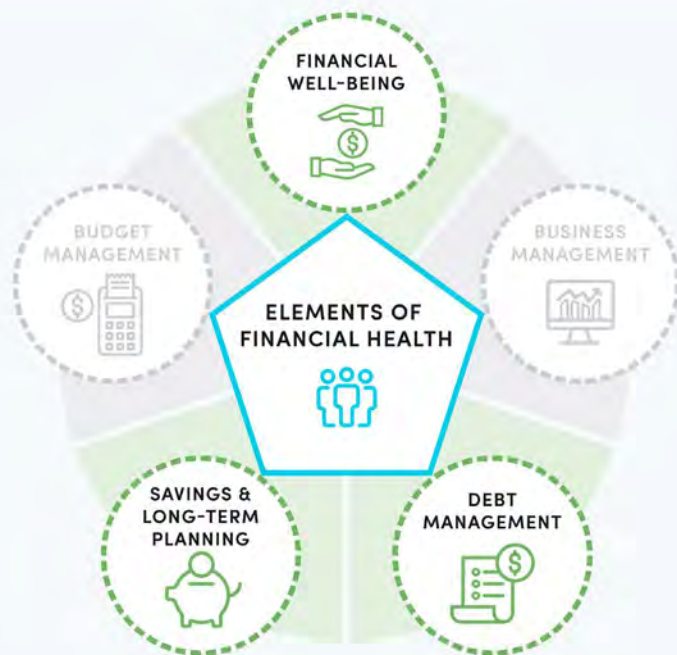 FINANCIAL
WELL-BEING
$
BUDGET
MANAGEMENT
$
BUSINESS
MANAGEMENT
ELEMENTS OF
FINANCIAL HEALTH
SAVINGS &
LONG-TERM
PLANNING
DEBT
MANAGEMENT
$